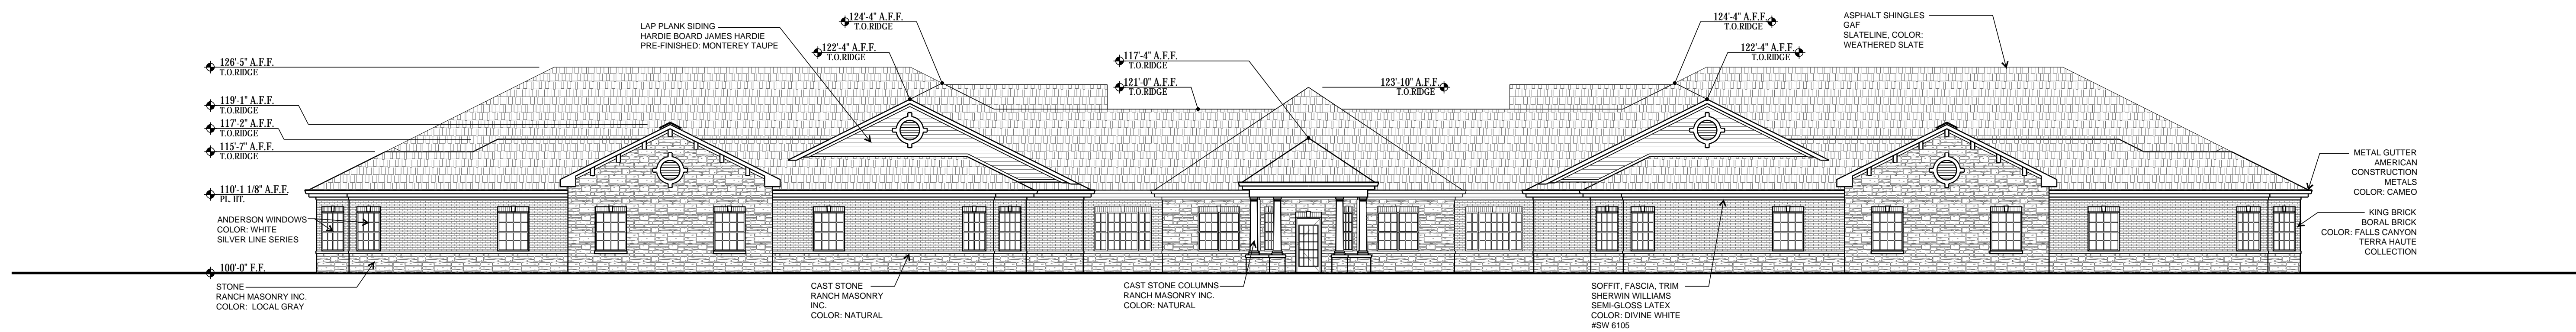 LAP PLANK SIDING
HARDIE BOARD JAMES HARDIE
PRE-FINISHED: MONTEREY TAUPE
124'-4" A.F.F.
T.O.RIDGE
122'-4" A.F.F.
T.O.RIDGE
117'-4" A.F.F.
T.O.RIDGE
121'-0" A.F.F.
T.O.RIDGE
123'-10" A.F.F.
T.O.RIDGE
124'-4" A.F.F.
T.O.RIDGE
122'-4" A.F.F.
T.O.RIDGE
ASPHALT SHINGLES
GAF
SLATELINE, COLOR:
WEATHERED SLATE
126'-5" A.F.F.
T.O.RIDGE
119'-1" A.F.F.
T.O.RIDGE
117'-2" A.F.F.
T.O.RIDGE
115'-7" A.F.F.
T.O.RIDGE
110'-1 1/8" A.F.F.
PL. HT.
ANDERSON WINDOWS
COLOR: WHITE
SILVER LINE SERIES
100'-0" F.F.
METAL GUTTER
AMERICAN
CONSTRUCTION
METALS
COLOR: CAMEO
KING BRICK
BORAL BRICK
COLOR: FALLS CANYON
TERRA HAUTE
COLLECTION
STONE
RANCH MASONRY INC.
COLOR: LOCAL GRAY
CAST STONE
RANCH MASONRY
INC.
COLOR: NATURAL
CAST STONE COLUMNS
RANCH MASONRY INC.
COLOR: NATURAL
SOFFIT, FASCIA, TRIM
SHERWIN WILLIAMS
SEMI-GLOSS LATEX
COLOR: DIVINE WHITE
#SW 6105